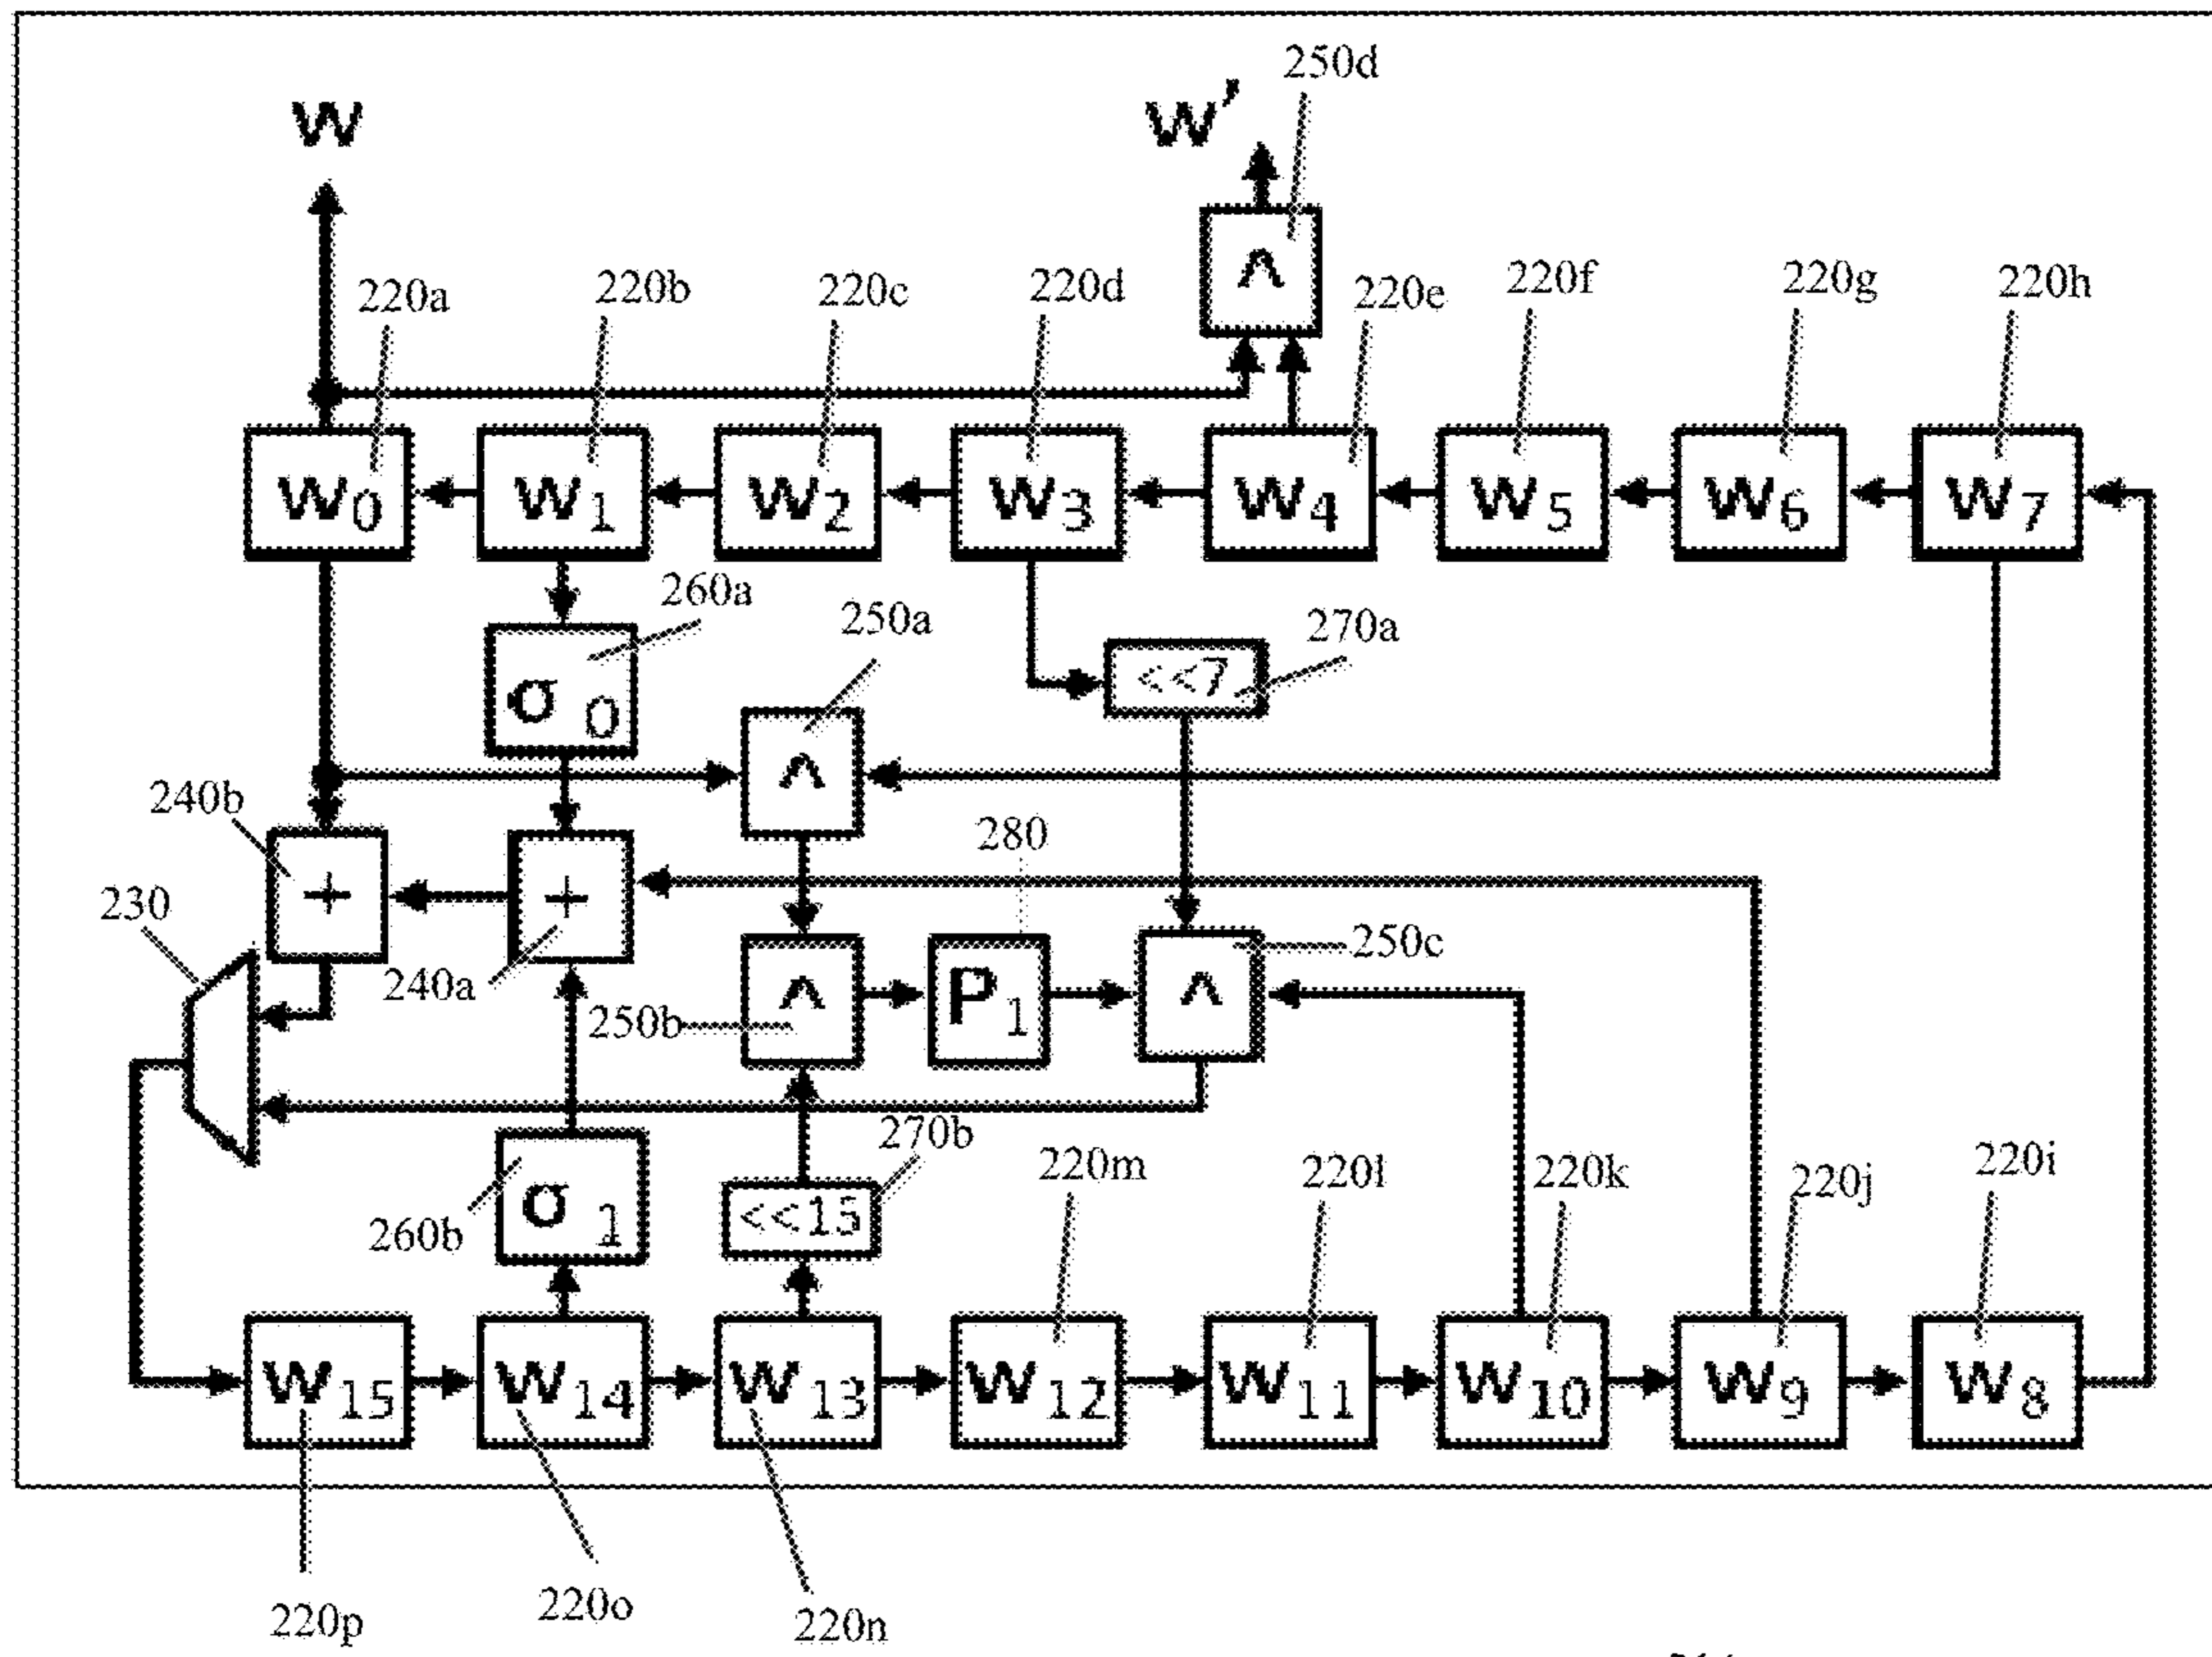 250d
W W'
220a 220b 220c 220d 220e 220f 220g 220h
^
W0 W1 W2 W3 W4 W5 W6 W7
260a 250a 270a
σ0 <<7
^
240b 280
230 + + 250c
240a ^ P1 ^
250b
270b
260b σ1 <<15 220m 220l 220k 220j 220i
W15 W14 W13 W12 W11 W10 W9 W8
220p 220o 220n